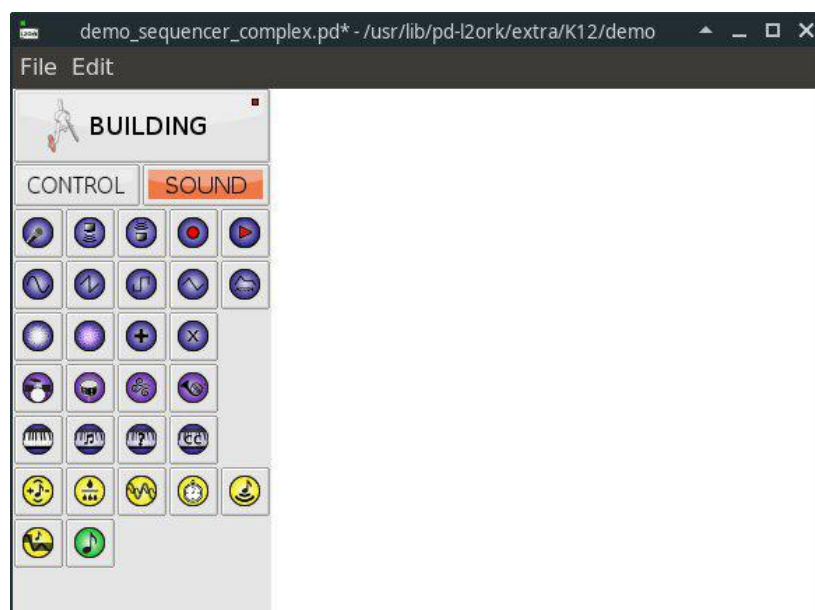 demo_sequencer_complex.pd* - /usr/lib/pd-l2ork/extra/K12/demo
File Edit
BUILDING
CONTROL SOUND